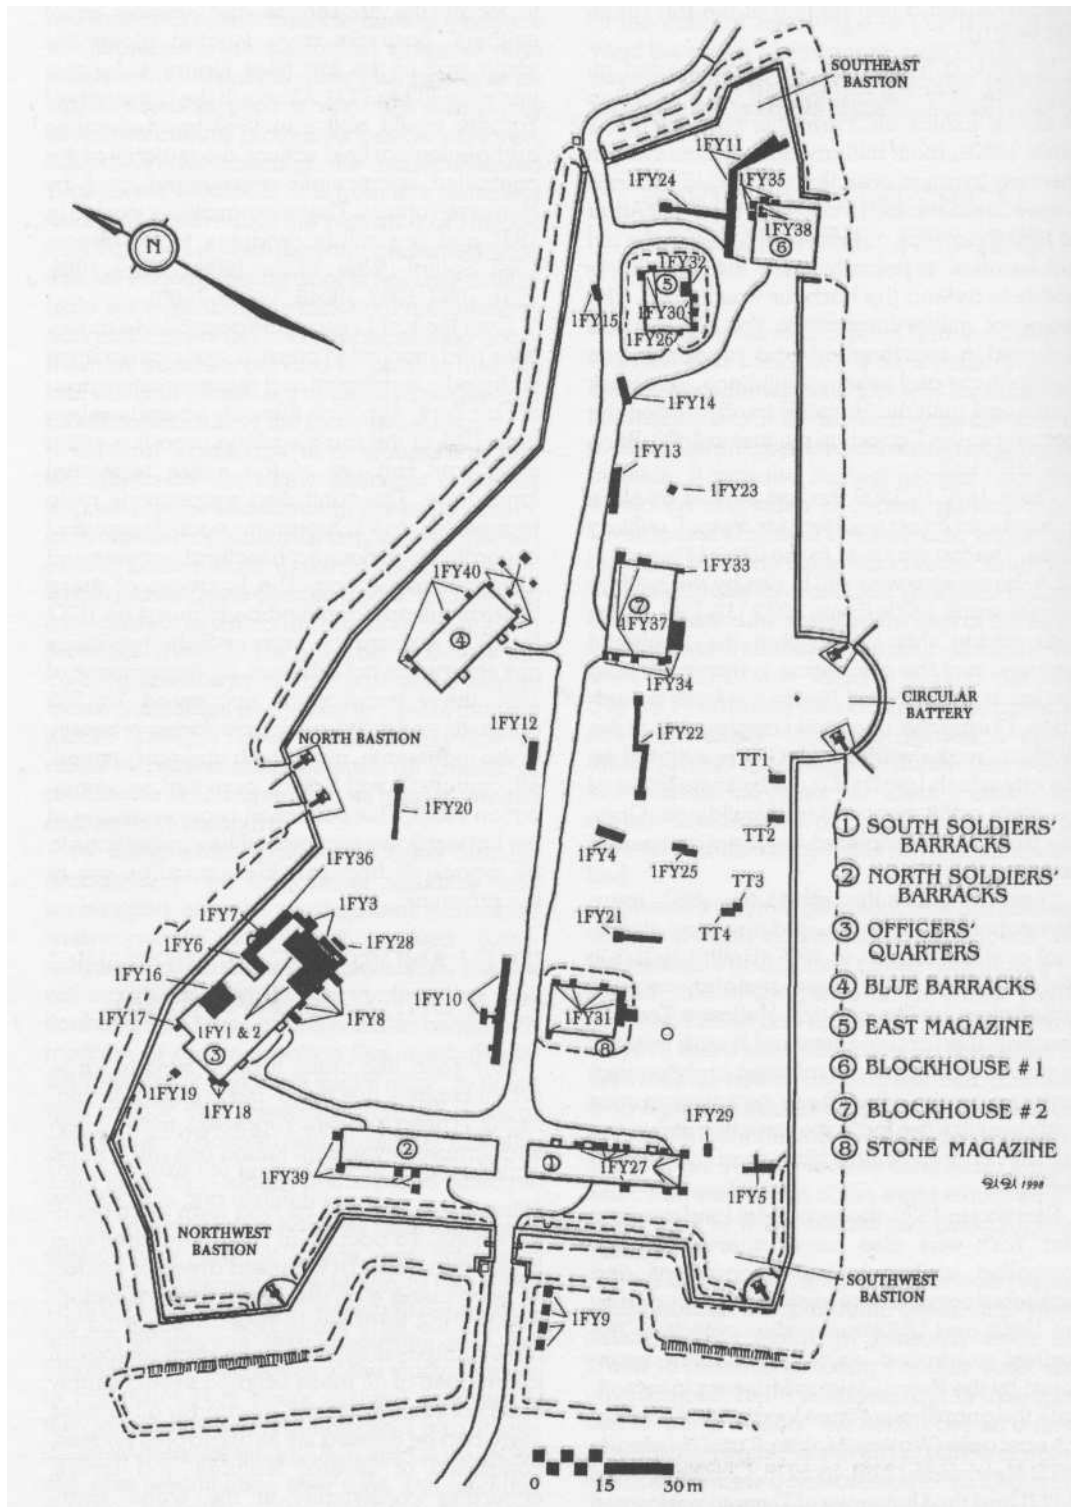 SOUTHEAST
BASTION
1FY11
1FY24
1FY35
1FY38
6
N
1FY32
5
1FY30
1FY15
1FY26
1FY14
1FY13
1FY23
1FY40
1FY33
7
1FY37
4
1FY34
CIRCULAR
BATTERY
1FY12
1FY22
NORTH BASTION
TT1
1FY20
TT2
1FY4
1FY36
1FY25
TT3
1FY7
1FY3
1FY21
TT4
1FY6
1FY28
1FY16
1FY10
1FY17
1FY1 & 2
1FY8
1FY31
3
8
1FY19
1FY18
1FY29
2
1
1FY27
1FY39
1FY5
NORTHWEST
BASTION
SOUTHWEST
BASTION
1FY9
1 SOUTH SOLDIERS'
BARRACKS
2 NORTH SOLDIERS'
BARRACKS
3 OFFICERS'
QUARTERS
4 BLUE BARRACKS
5 EAST MAGAZINE
6 BLOCKHOUSE # 1
7 BLOCKHOUSE # 2
8 STONE MAGAZINE
1998
0 15 30 m